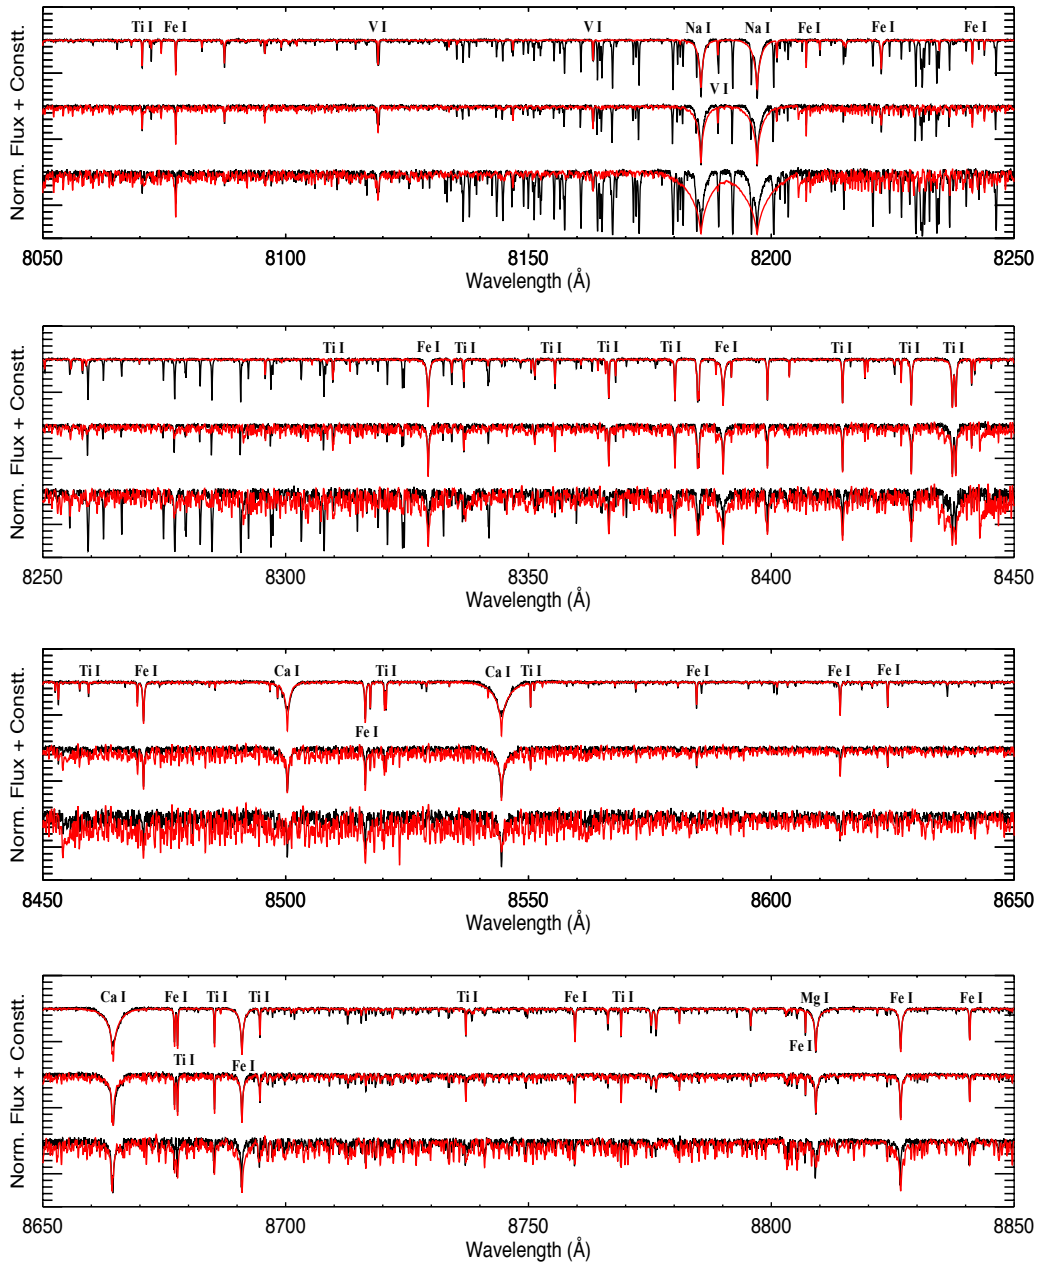 Ti I Fe I V I V I Na I Na I Fe I Fe I Fe I
V I
Norm. Flux + Constt.
8050 8100 8150 8200 8250
Wavelength (Å)
Ti I Fe I Ti I Ti I Ti I Ti I Fe I Ti I Ti I Ti I
Norm. Flux + Constt.
8250 8300 8350 8400 8450
Wavelength (Å)
Ti I Fe I Ca I Ti I Ca I Ti I Fe I Fe I Fe I
Fe I
Norm. Flux + Constt.
8450 8500 8550 8600 8650
Wavelength (Å)
Ca I Fe I Ti I Ti I Ti I Fe I Ti I Mg I Fe I Fe I
Fe I
Ti I Fe I
Norm. Flux + Constt.
8650 8700 8750 8800 8850
Wavelength (Å)